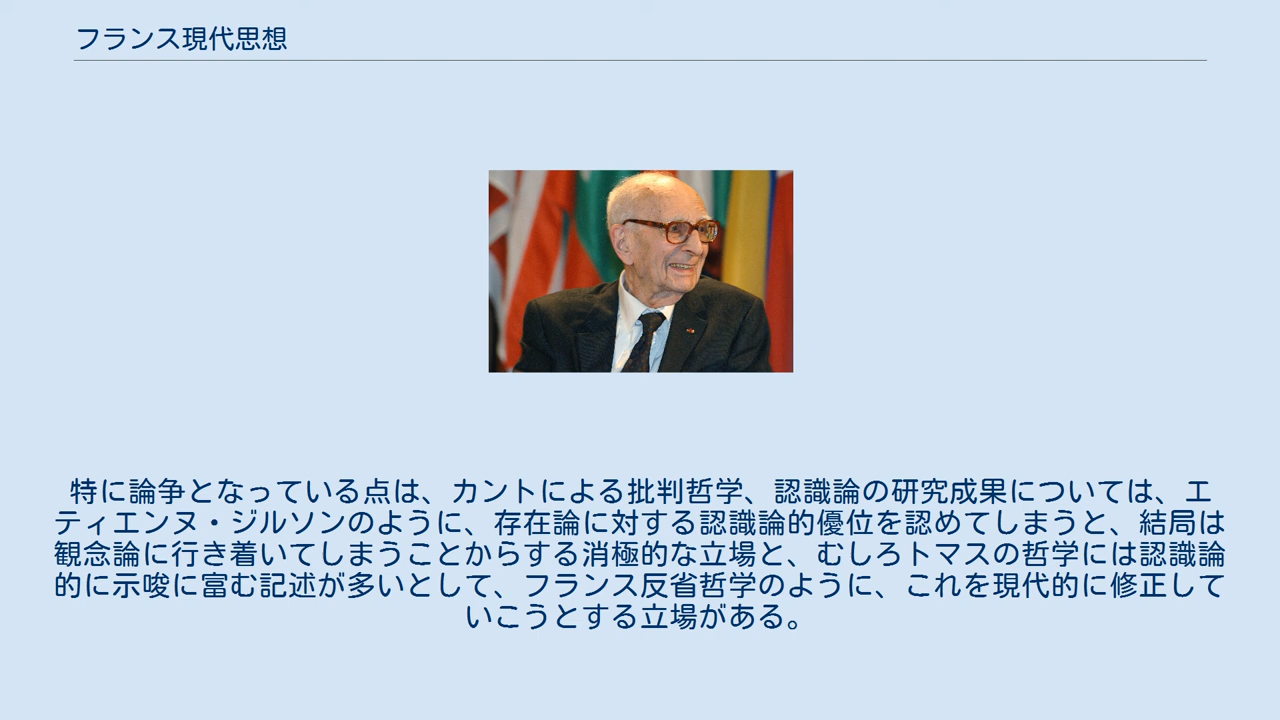 フランス現代思想
特に論争となっている点は、カントによる批判哲学、認識論の研究成果については、エ
ティエンヌ・ジルソンのように、存在論に対する認識論的優位を認めてしまうと、結局は
観念論に行き着いてしまうことからする消極的な立場と、むしろトマスの哲学には認識論
的に示唆に富む記述が多いとして、フランス反省哲学のように、これを現代的に修正して
いこうとする立場がある。